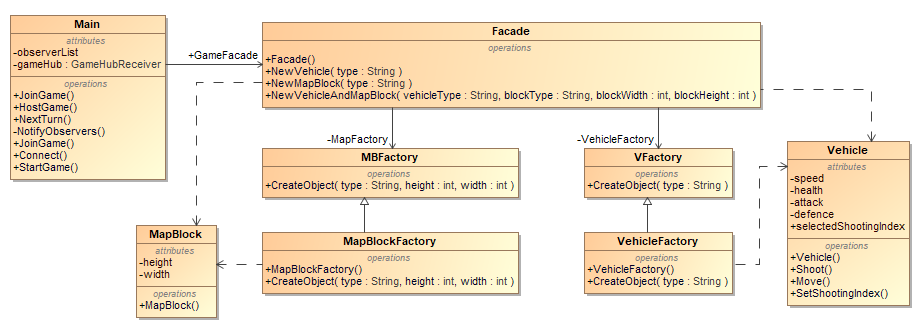 Main
attributes
-observerList
-gameHub : GameHubReceiver
operations
+JoinGame()
+HostGame()
+NextTurn()
-NotifyObservers()
+JoinGame()
+Connect()
+StartGame()
+GameFacade
Facade
operations
+Facade()
+NewVehicle( type : String )
+NewMapBlock( type : String )
+NewVehicleAndMapBlock( vehicleType : String, blockType : String, blockWidth : int, blockHeight : int )
-MapFactory
-VehicleFactory
MBFactory
operations
+CreateObject( type : String, height : int, width : int )
VFactory
operations
+CreateObject( type : String )
Vehicle
attributes
-speed
-health
-attack
-defence
+selectedShootingIndex
operations
+Vehicle()
+Shoot()
+Move()
+SetShootingIndex()
MapBlock
attributes
-height
-width
operations
+MapBlock()
MapBlockFactory
operations
+MapBlockFactory()
+CreateObject( type : String, height : int, width : int )
VehicleFactory
operations
+VehicleFactory()
+CreateObject( type : String )